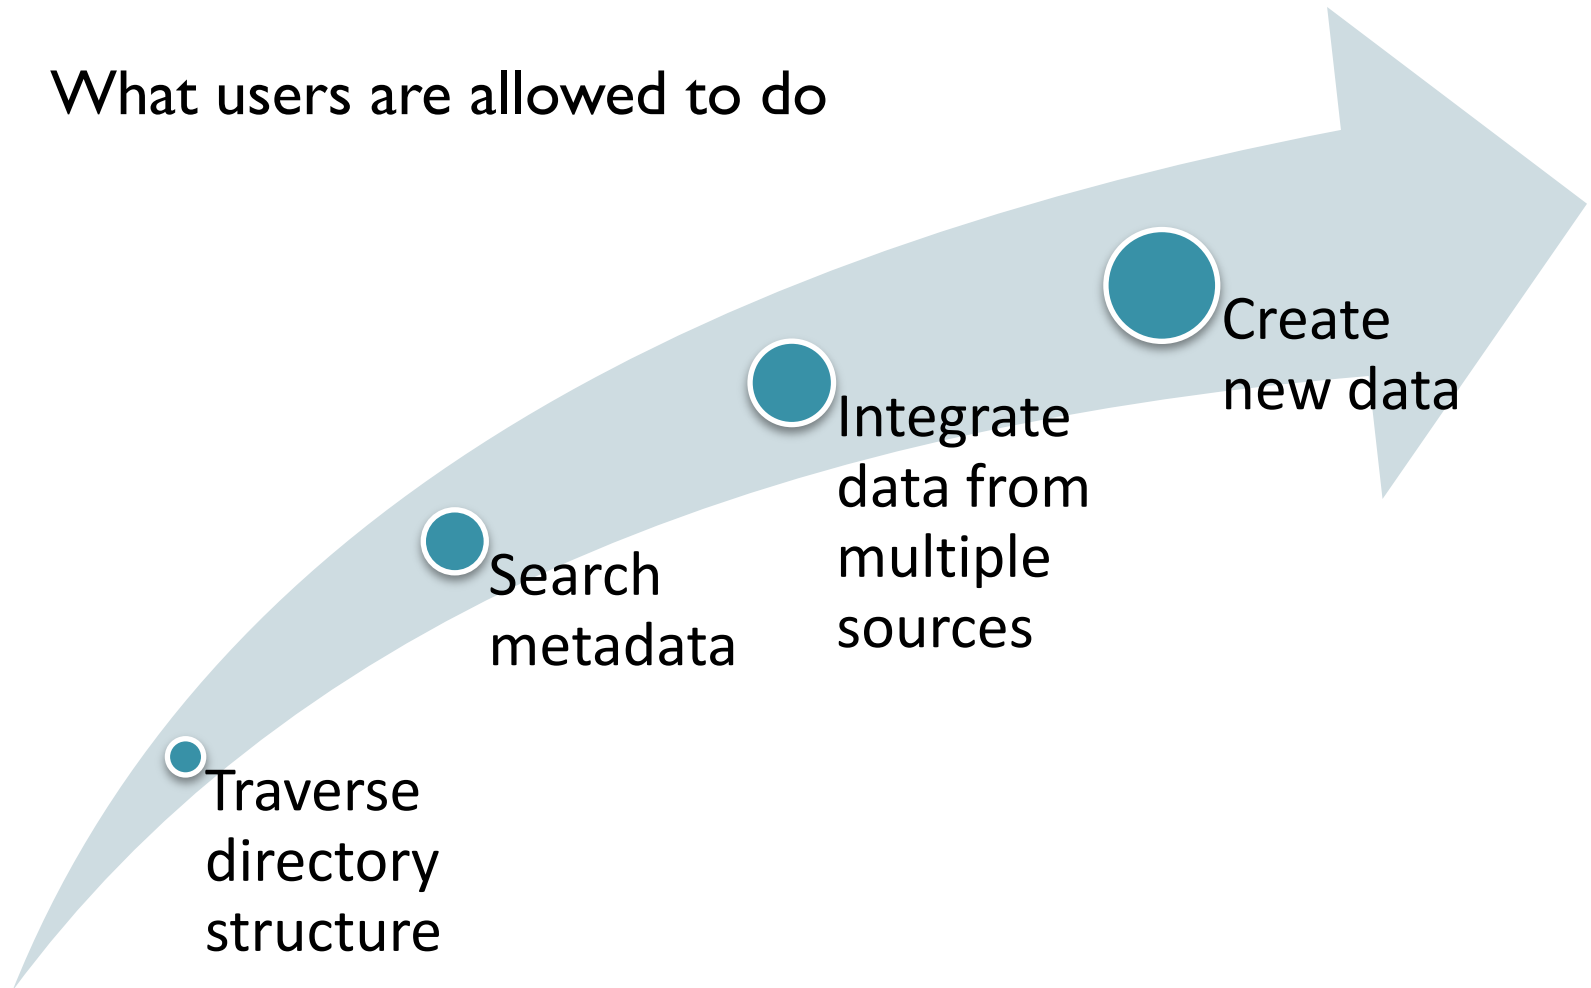 What users are allowed to do
Create
new data
Integrate
data from
multiple
sources
Search
metadata
Traverse
directory
structure